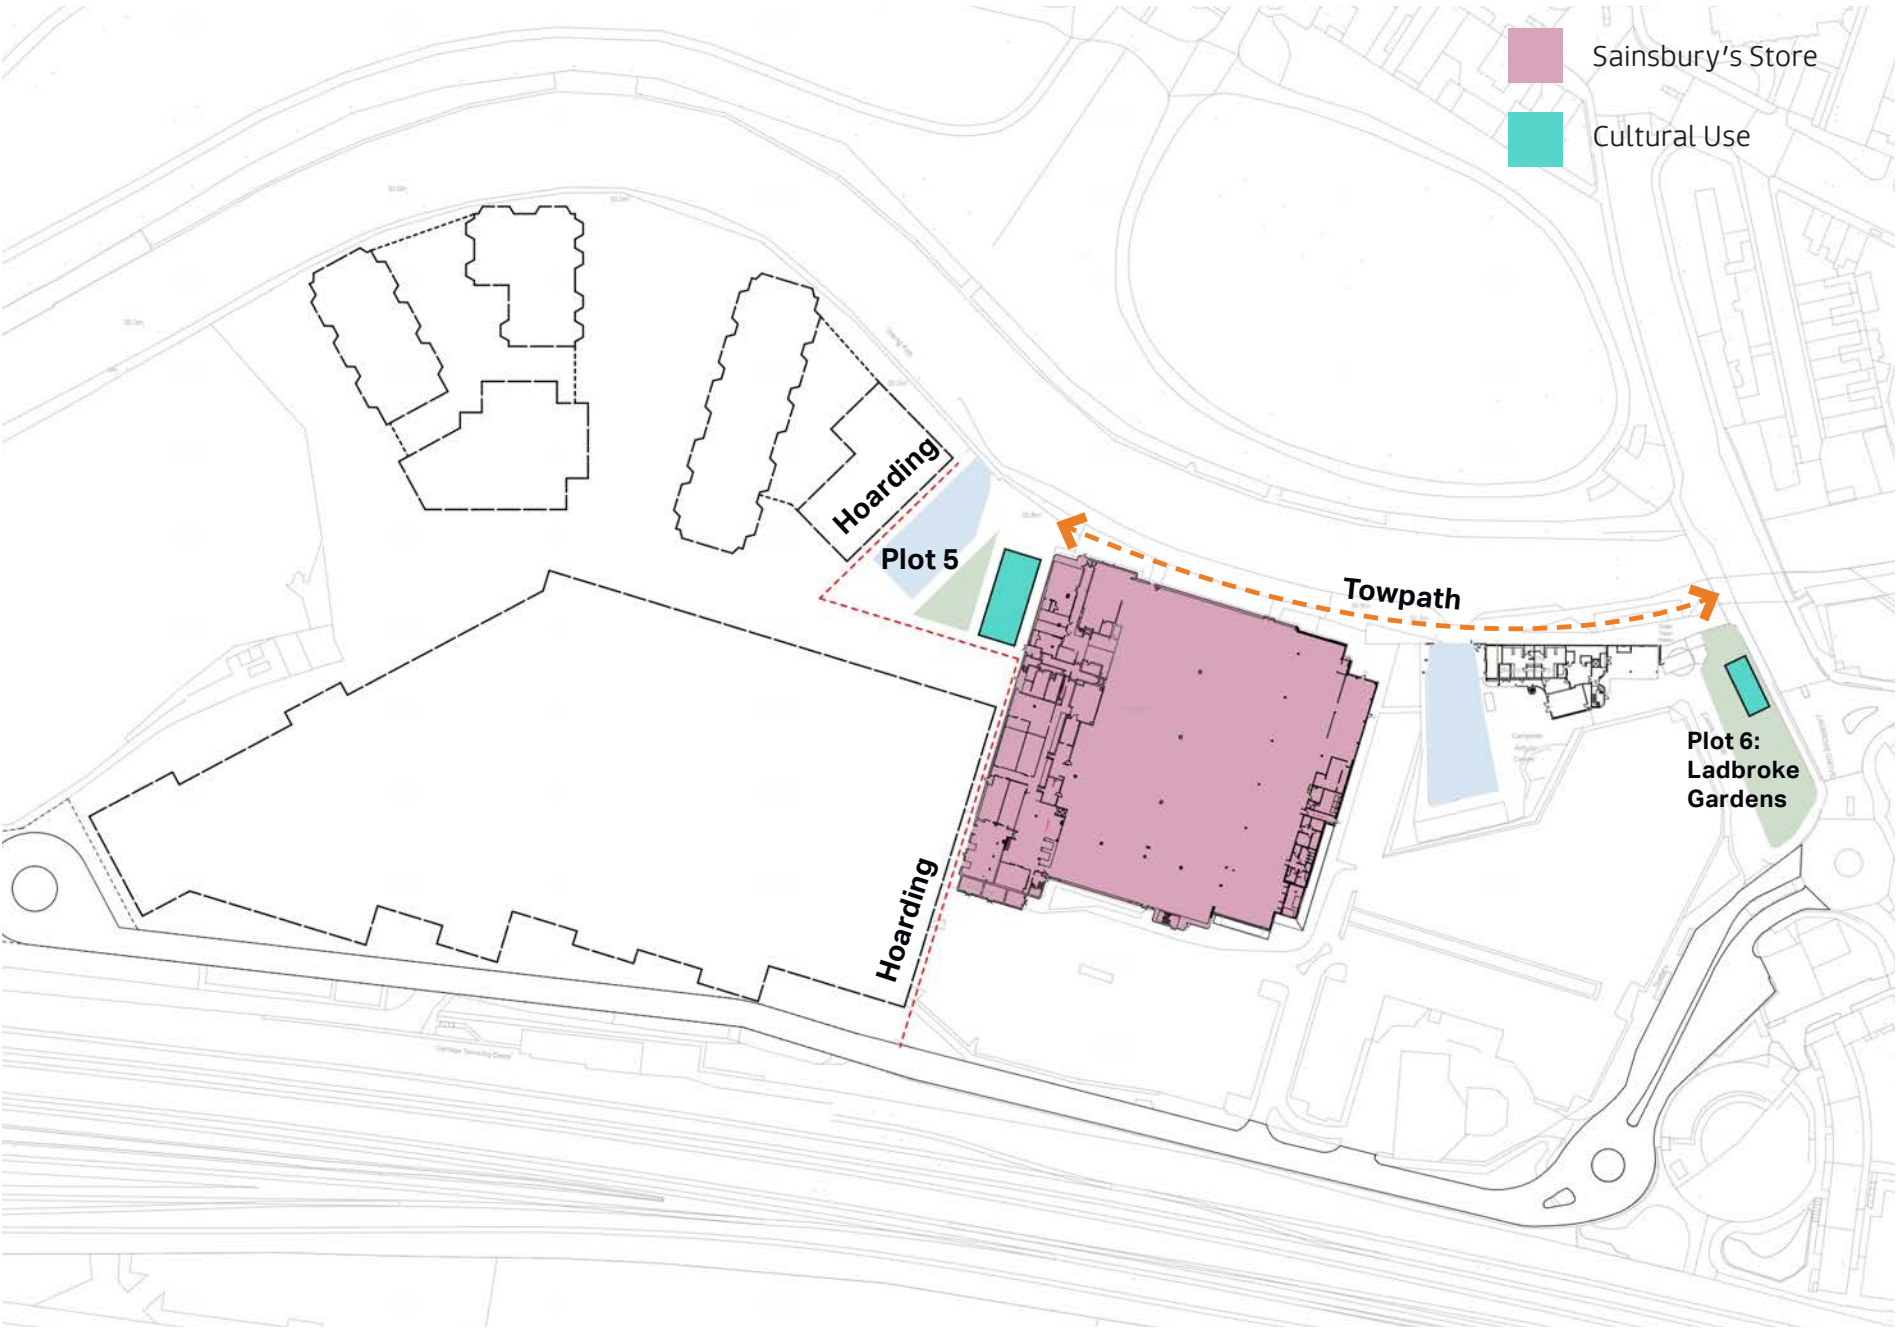 Sainsbury's Store
Cultural Use
Hoarding
Plot 5
Towpath
Plot 6:
Ladbroke
Gardens
Hoarding